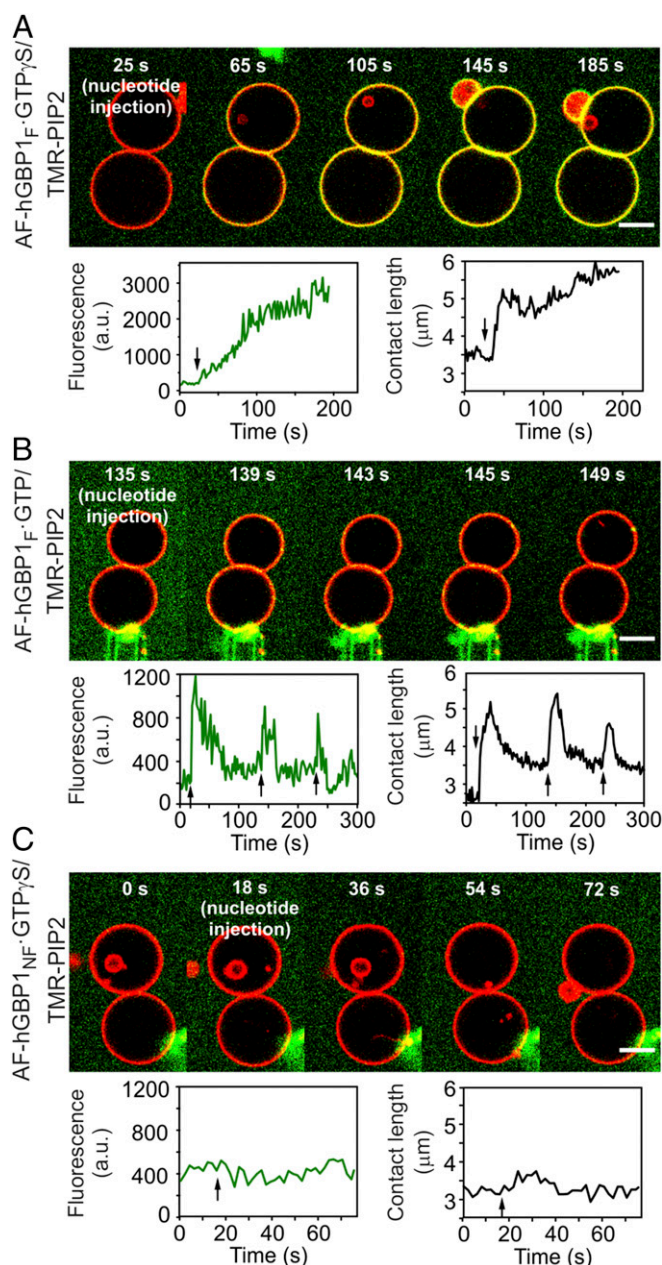 A
AF-hGBP1F·GTPγS/
TMR-PIP2
25 s
(nucleotide
injection)
65 s
105 s
145 s
185 s
Fluorescence
(a.u.)
3000
2000
1000
0
0
100
200
Time (s)
Contact length
(μm)
6
5
4
3
0
100
200
Time (s)
B
AF-hGBP1F·GTP/
TMR-PIP2
135 s
(nucleotide
injection)
139 s
143 s
145 s
149 s
Fluorescence
(a.u.)
1200
800
400
0
0
100
200
300
Time (s)
Contact length
(μm)
6
5
4
3
0
100
200
300
Time (s)
C
AF-hGBP1NF·GTPγS/
TMR-PIP2
0 s
18 s
(nucleotide
injection)
36 s
54 s
72 s
Fluorescence
(a.u.)
1200
800
400
0
0
20
40
60
Time (s)
Contact length
(μm)
6
5
4
3
0
20
40
60
Time (s)